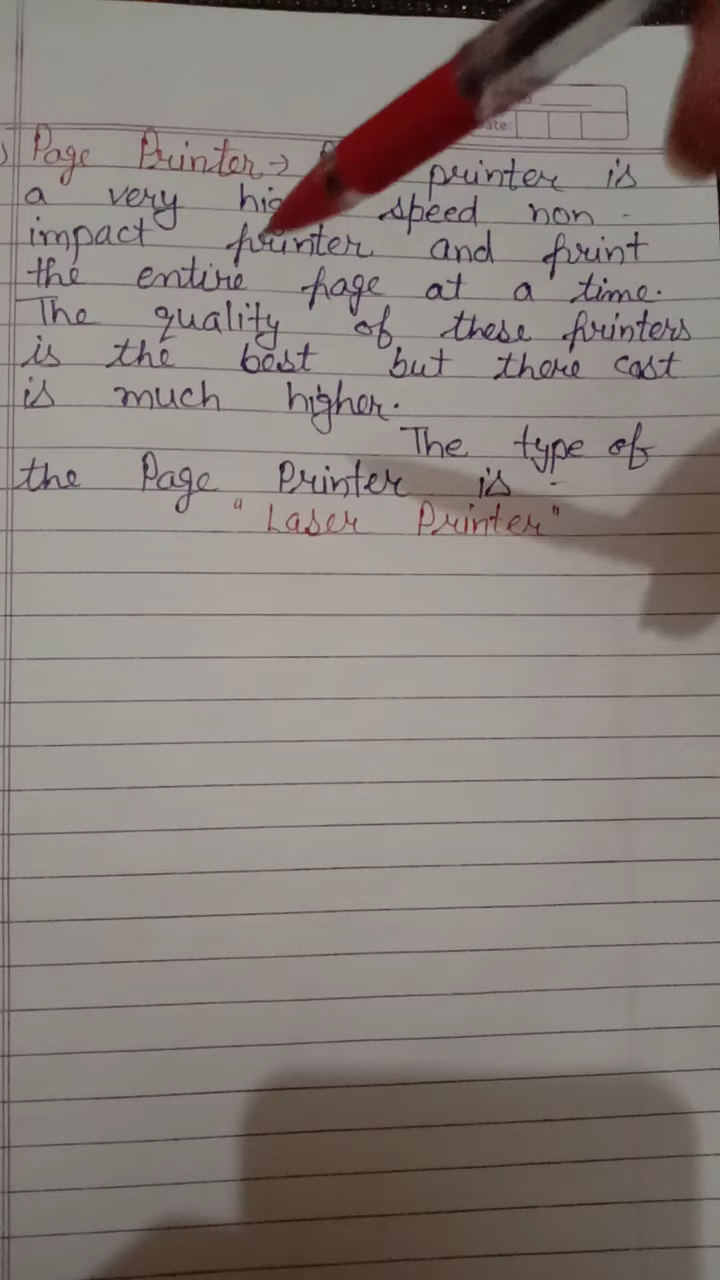 Page Printer → printer is
a very speed non -
impact printer and print
the entire page at a time.
The quality of these printers
is the best but there cost
is much higher.
The type of
the Page Printer is -
"Laser Printer"
ate: